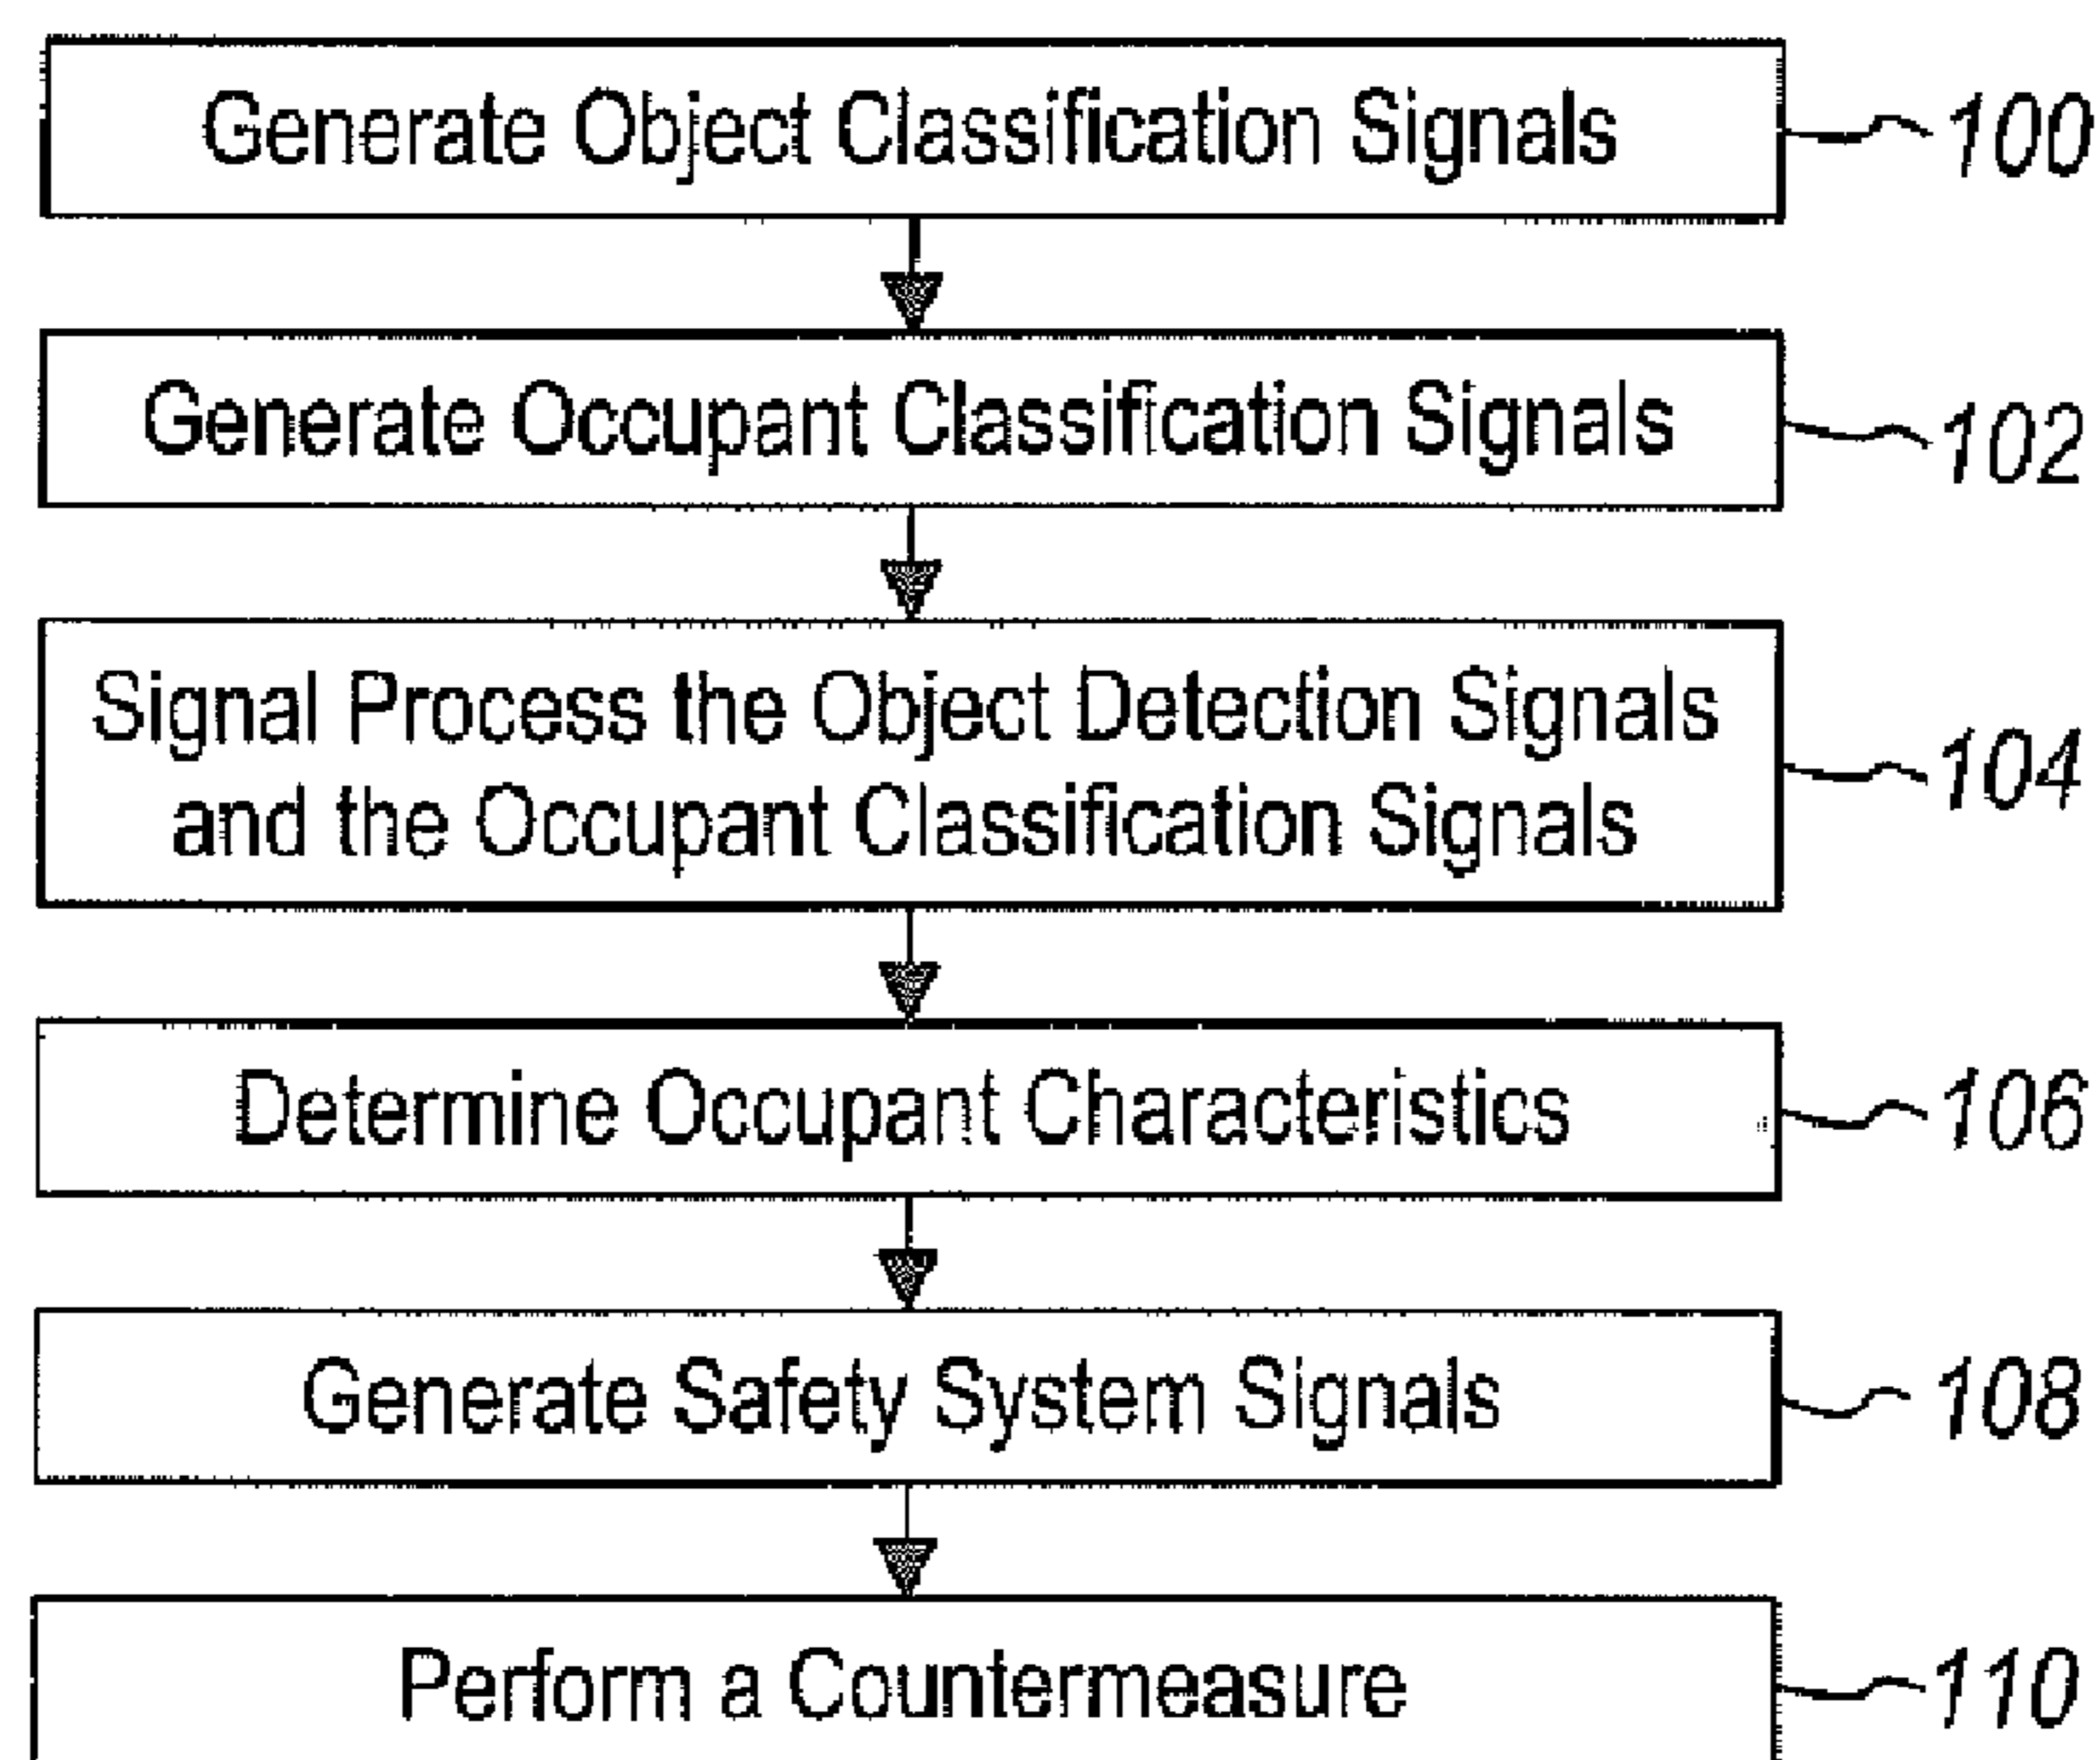 Generate Object Classification Signals
100
Generate Occupant Classification Signals
102
Signal Process the Object Detection Signals
and the Occupant Classification Signals
104
Determine Occupant Characteristics
106
Generate Safety System Signals
108
Perform a Countermeasure
110